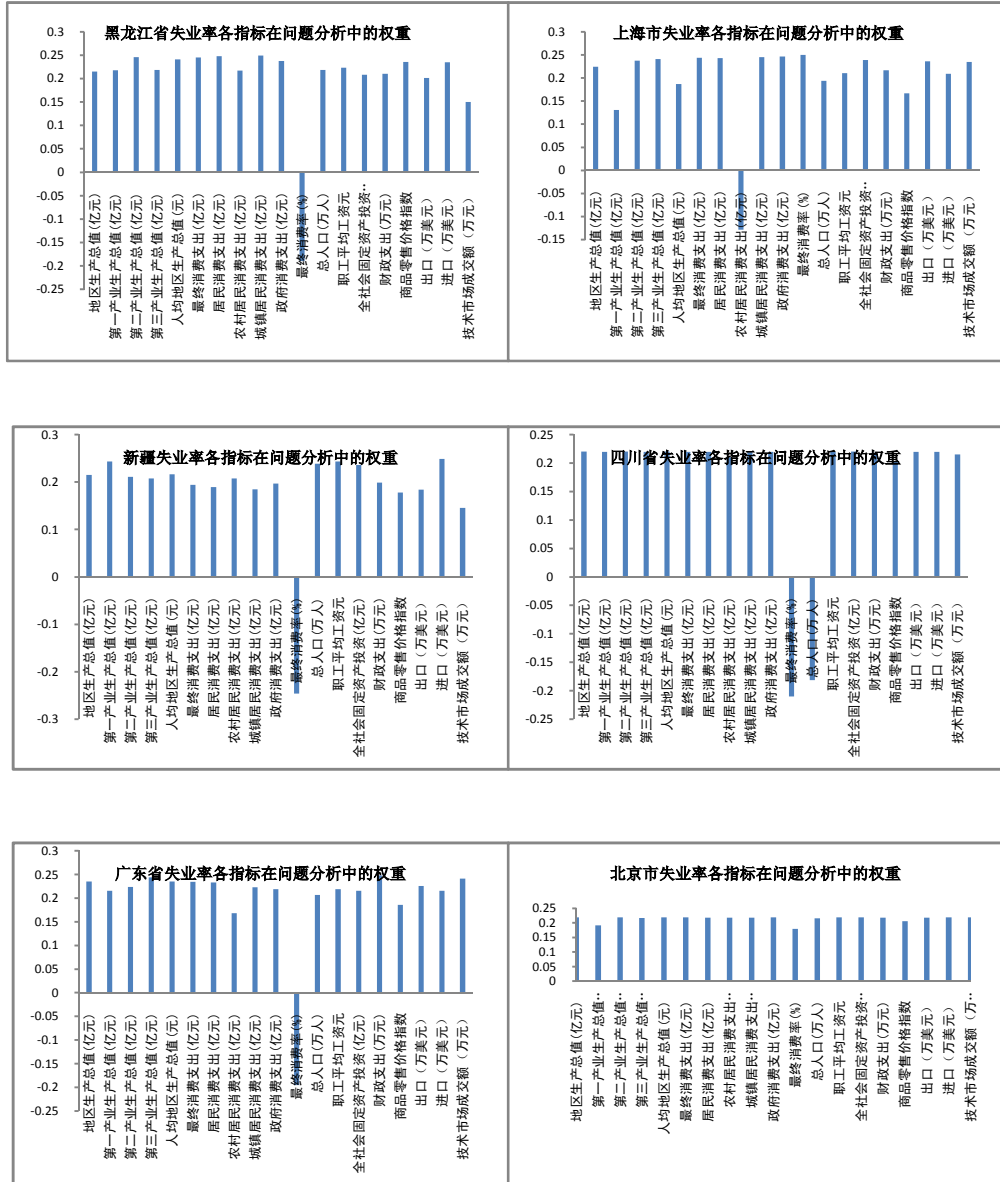 黑龙江省失业率各指标在问题分析中的权重
0.3
0.25
0.2
0.15
0.1
0.05
0
-0.05
-0.1
-0.15
-0.2
-0.25
地区生产总值(亿元)
第一产业生产总值(亿元)
第二产业生产总值(亿元)
第三产业生产总值(亿元)
人均地区生产总值(元)
最终消费支出(亿元)
居民消费支出(亿元)
农村居民消费支出(亿元)
城镇居民消费支出(亿元)
政府消费支出(亿元)
最终消费率(%)
总人口(万人)
职工平均工资元
全社会固定资产投资··
财政支出(万元)
商品零售价格指数
出口（万美元）
进口（万美元）
技术市场成交额（万元）
上海市失业率各指标在问题分析中的权重
0.3
0.25
0.2
0.15
0.1
0.05
0
-0.05
-0.1
-0.15
地区生产总值(亿元)
第一产业生产总值(亿元)
第二产业生产总值(亿元)
第三产业生产总值(亿元)
人均地区生产总值(元)
最终消费支出(亿元)
居民消费支出(亿元)
农村居民消费支出(亿元)
城镇居民消费支出(亿元)
政府消费支出(亿元)
最终消费率(%)
总人口(万人)
职工平均工资元
全社会固定资产投资··
财政支出(万元)
商品零售价格指数
出口（万美元）
进口（万美元）
技术市场成交额（万元）
新疆失业率各指标在问题分析中的权重
0.3
0.2
0.1
0
-0.1
-0.2
-0.3
地区生产总值(亿元)
第一产业生产总值(亿元)
第二产业生产总值(亿元)
第三产业生产总值(亿元)
人均地区生产总值(元)
最终消费支出(亿元)
居民消费支出(亿元)
农村居民消费支出(亿元)
城镇居民消费支出(亿元)
政府消费支出(亿元)
最终消费率(%)
总人口(万人)
职工平均工资元
全社会固定资产投资(亿元)
财政支出(万元)
商品零售价格指数
出口（万美元）
进口（万美元）
技术市场成交额（万元）
四川省失业率各指标在问题分析中的权重
0.25
0.2
0.15
0.1
0.05
0
-0.05
-0.1
-0.15
-0.2
-0.25
地区生产总值(亿元)
第一产业生产总值(亿元)
第二产业生产总值(亿元)
第三产业生产总值(亿元)
人均地区生产总值(元)
最终消费支出(亿元)
居民消费支出(亿元)
农村居民消费支出(亿元)
城镇居民消费支出(亿元)
政府消费支出(亿元)
最终消费率(%)
总人口(万人)
职工平均工资元
全社会固定资产投资(亿元)
财政支出(万元)
商品零售价格指数
出口（万美元）
进口（万美元）
技术市场成交额（万元）
广东省失业率各指标在问题分析中的权重
0.3
0.25
0.2
0.15
0.1
0.05
0
-0.05
-0.1
-0.15
-0.2
-0.25
地区生产总值(亿元)
第一产业生产总值(亿元)
第二产业生产总值(亿元)
第三产业生产总值(亿元)
人均地区生产总值(元)
最终消费支出(亿元)
居民消费支出(亿元)
农村居民消费支出(亿元)
城镇居民消费支出(亿元)
政府消费支出(亿元)
最终消费率(%)
总人口(万人)
职工平均工资元
全社会固定资产投资(亿元)
财政支出(万元)
商品零售价格指数
出口（万美元）
进口（万美元）
技术市场成交额（万元）
北京市失业率各指标在问题分析中的权重
0.25
0.2
0.15
0.1
0.05
0
地区生产总值(亿元)
第一产业生产总值··
第二产业生产总值··
第三产业生产总值··
人均地区生产总值(元)
最终消费支出(亿元)
居民消费支出(亿元)
农村居民消费支出··
城镇居民消费支出··
政府消费支出(亿元)
最终消费率(%)
总人口(万人)
职工平均工资元
全社会固定资产投资··
财政支出(万元)
商品零售价格指数
出口（万美元）
进口（万美元）
技术市场成交额（万··